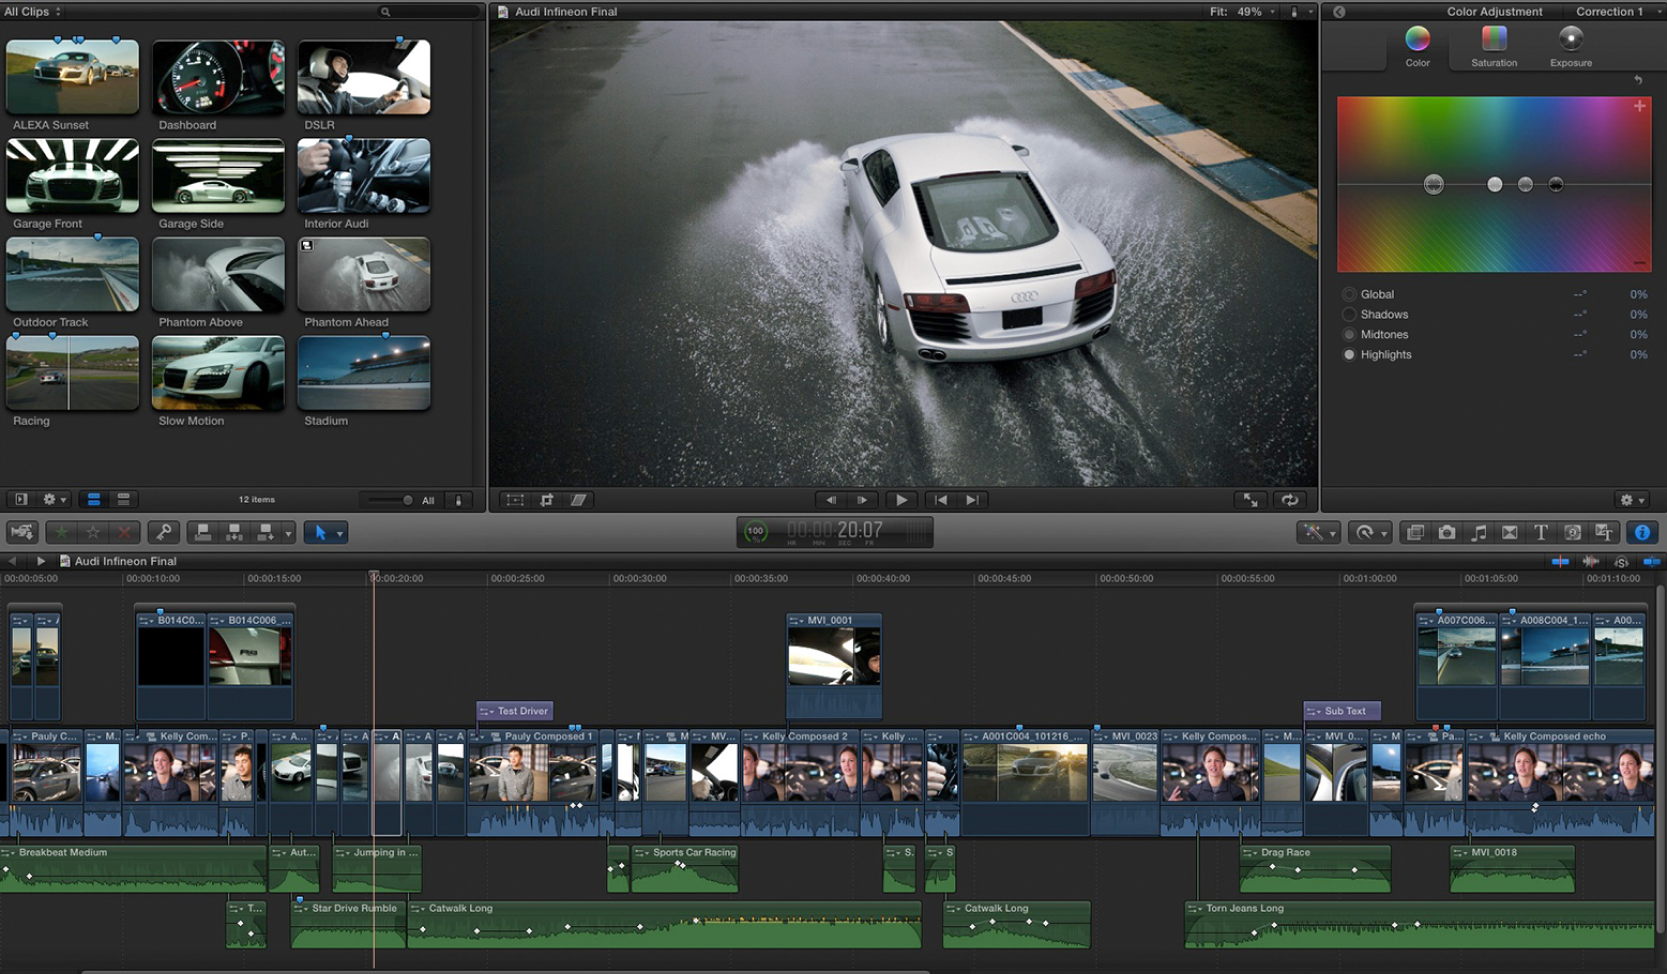 All Clips
Audi Infineon Final
Fit: 49%
Color Adjustment
Correction 1
Color
Saturation
Exposure
ALEXA Sunset
Dashboard
DSLR
Garage Front
Garage Side
Interior Audi
Outdoor Track
Phantom Above
Phantom Ahead
Racing
Slow Motion
Stadium
Global --° 0%
Shadows --° 0%
Midtones --° 0%
Highlights --° 0%
12 items
All
100 %
00:00:20:07
HR MIN SEC FR
Audi Infineon Final
00:00:05:00 00:00:10:00 00:00:15:00 00:00:20:00 00:00:25:00 00:00:30:00 00:00:35:00 00:00:40:00 00:00:45:00 00:00:50:00 00:00:55:00 00:01:00:00 00:01:05:00 00:01:10:00
B014C0... B014C006_... MVI_0001 A007C006... A008C004_1... A00...
R8
Test Driver
Sub Text
Pauly C... M... Kelly Com... P... A... A A A A Pauly Composed 1 M MV... Kelly Composed 2 Kelly ... A001C004_101216_... MVI_0023 Kelly Compos... M... MVI_0... M Pa... Kelly Composed echo
Breakbeat Medium Aut... Jumping in ... Sports Car Racing S. S Drag Race MVI_0018
T... Star Drive Rumble Catwalk Long Catwalk Long Torn Jeans Long